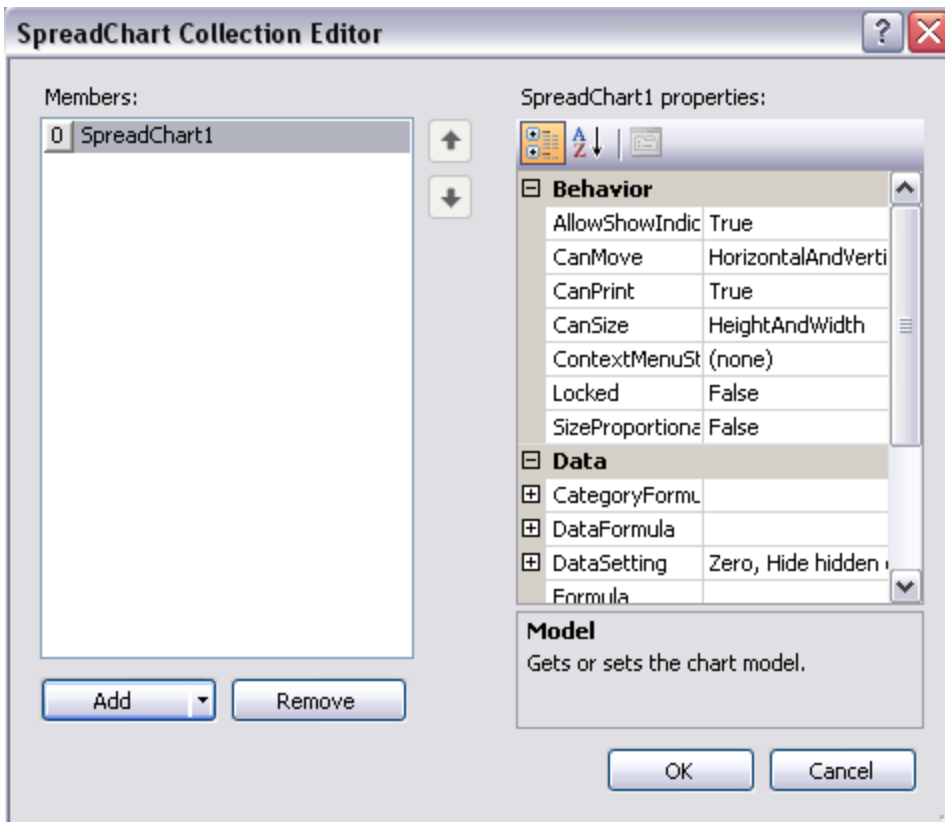 SpreadChart Collection Editor
Members:
0 SpreadChart1
Add
Remove
SpreadChart1 properties:
Behavior
AllowShowIndic True
CanMove HorizontalAndVerti
CanPrint True
CanSize HeightAndWidth
ContextMenuSt (none)
Locked False
SizeProportiona False
Data
CategoryFormu
DataFormula
DataSetting Zero, Hide hidden
Formula
Model
Gets or sets the chart model.
OK
Cancel